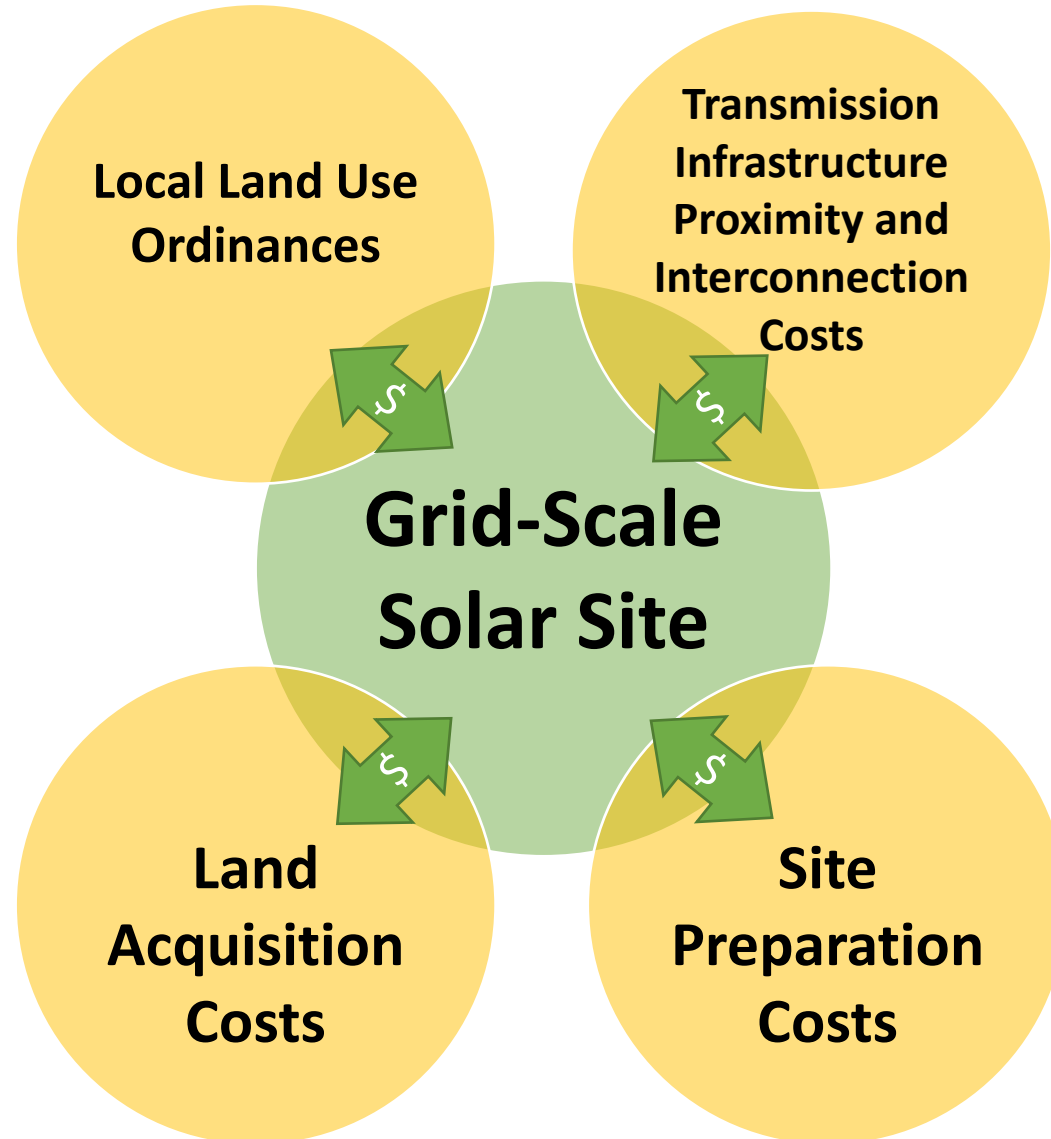 Local Land Use
Ordinances
Transmission
Infrastructure
Proximity and
Interconnection
Costs
$
$
Grid-Scale
Solar Site
$
$
Land
Acquisition
Costs
Site
Preparation
Costs